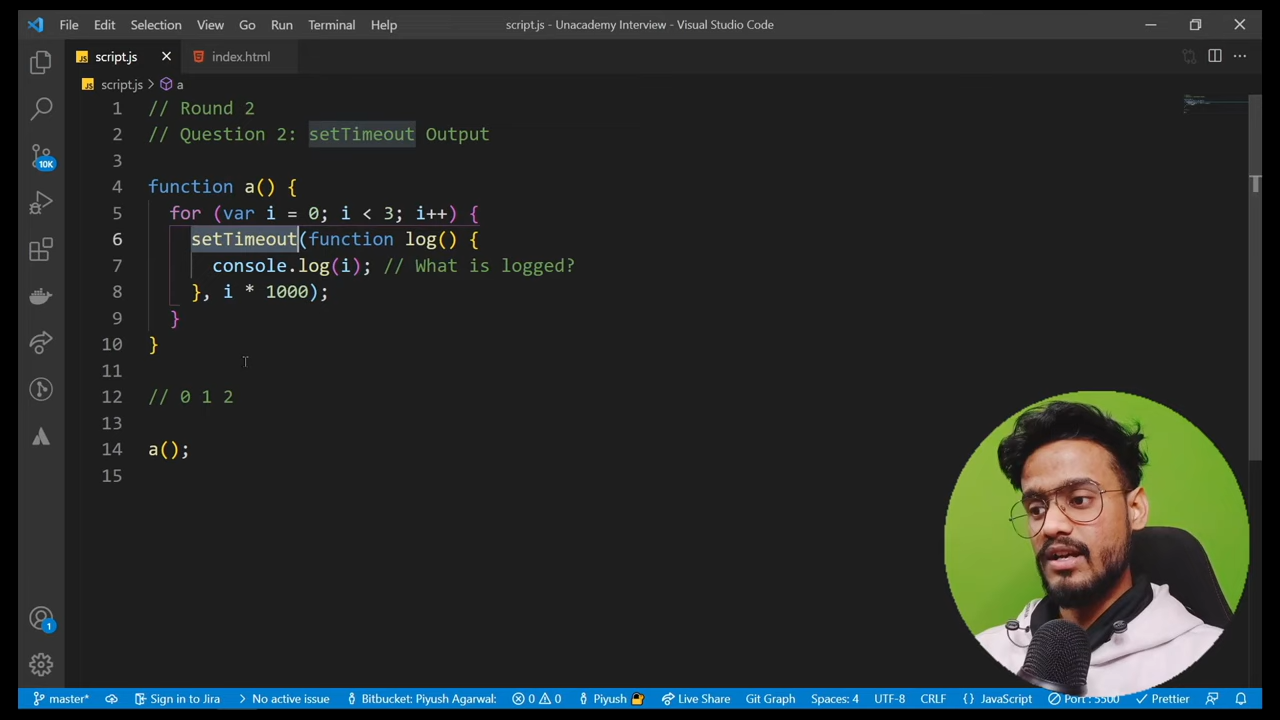 File Edit Selection View Go Run Terminal Help script.js - Unacademy Interview - Visual Studio Code
JS script.js index.html
JS script.js > a
1 // Round 2
2 // Question 2: setTimeout Output
3
4 function a() {
5 for (var i = 0; i < 3; i++) {
6 setTimeout(function log() {
7 console.log(i); // What is logged?
8 }, i * 1000);
9 }
10 }
11
12 // 0 1 2
13
14 a();
15
10K
1
master* Sign in to Jira No active issue Bitbucket: Piyush Agarwal: 0 0 Piyush Live Share Git Graph Spaces: 4 UTF-8 CRLF {} JavaScript Port : 5500 Prettier